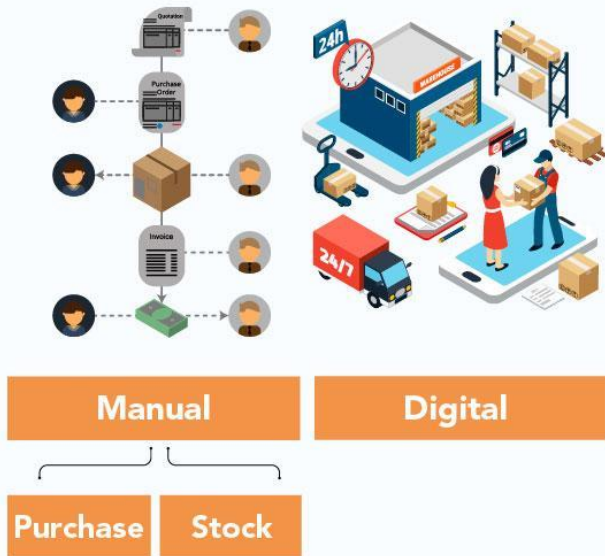 Quotation
Purchase
Order
Invoice
24h
WAREHOUSE
24/7
Manual
Digital
Purchase
Stock